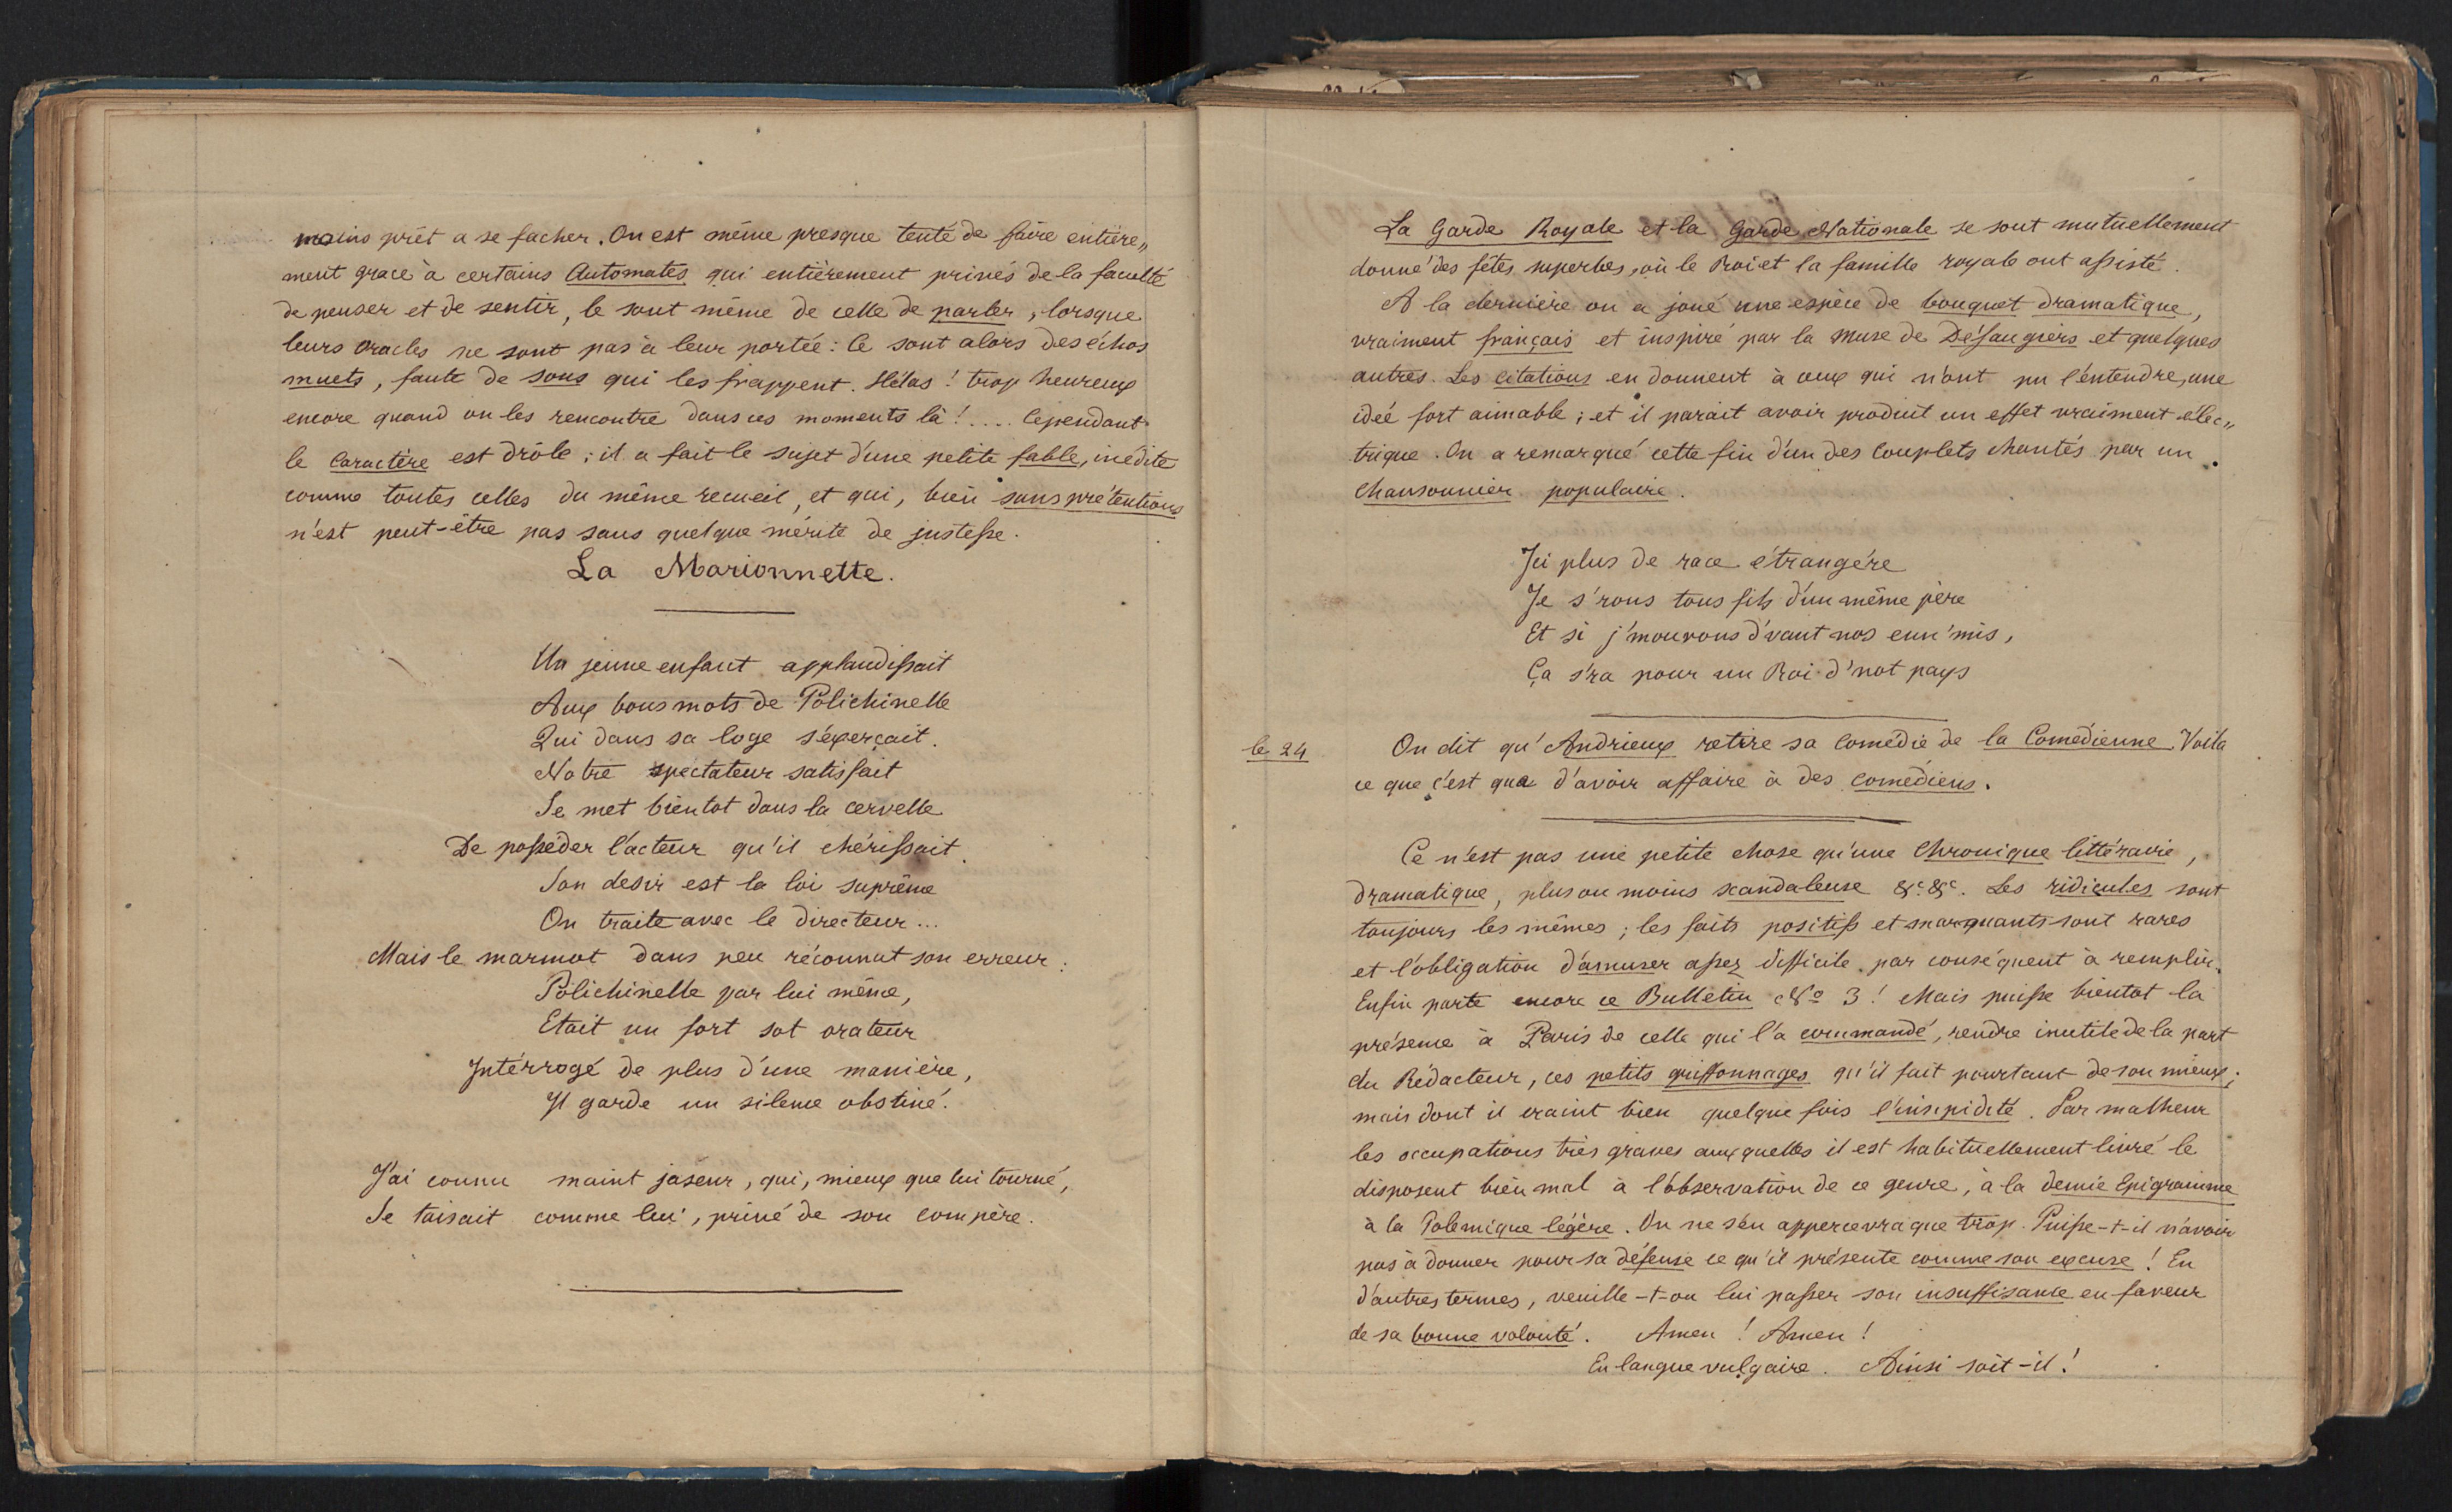 moins prêt a se facher. On est même presque tenté de faire entière„
ment grace à certains Automates qui entièrement privés de la faculté
de penser et de sentir, le sont même de celle de parler, lorsque
leurs oracles ne sont pas à leur portée: Ce sont alors des échos
muets, faute de sons qui les frappent. Hélas! trop heureux
encore quand on les rencontre dans ces moments là!.... Cependant
le Caractère est drôle; il a fait le sujet d'une petite fable, inédite
comme toutes celles du même recueil, et qui, bien sans prétentions
n'est peut-être pas sans quelque mérite de justesse.
La Marionnette.
Un jeune enfant applaudissait
Aux bons mots de Polichinelle
Qui dans sa loge s'éxerçait.
Notre spectateur satisfait
Se met bientot dans la cervelle
De posséder l'acteur qu'il chérissait.
Son desir est la loi suprême
On traite avec le directeur...
Mais le marmot dans peu réconnut son erreur:
Polichinelle par lui même,
Etait un fort sot orateur
Intérrogé de plus d'une manière,
Il garde un silence obstiné.
J'ai connu maint jaseur, qui, mieux que lui tourné,
Se taisait comme lui, privé de son compère.
La Garde Royale et la Garde Nationale se sont mutuellement
donné des fêtes superbes, où le Roi et la famille royale ont assisté.
A la dernière on a joué une espèce de bouquet dramatique,
vraiment français et inspiré par la muse de Désaugiers et quelques
autres. Les citations en donnent à ceux qui n'ont pu l'entendre, une
idée fort aimable; et il parait avoir produit un effet vraiment élec„
trique. On a remarqué cette fin d'un des Couplets chantés par un
chansonnier populaire.
Ici plus de race étrangère
Je s'rons tous fils d'un même père
Et si j'mourons d'vant nos enn'mis,
Ça s'ra pour un Roi d'not pays
le 24
On dit qu'Andrieux retire sa Comédie de la Comédienne. Voila
ce que c'est que d'avoir affaire à des comédiens.
Ce n'est pas une petite chose qu'une Chronique littéraire,
dramatique, plus ou moins scandaleuse &c. &c. Les ridicules sont
toujours les mêmes; les faits positifs et marquants sont rares
et l'obligation d'amuser assez difficile par conséquent à remplir.
Enfin parte encore ce Bulletin No 3! Mais puisse bientot la
présence à Paris de celle qui l'a commandé, rendre inutile de la part
du Rédacteur, ces petits griffonnages qu'il fait pourtant de son mieux;
mais dont il craint bien quelque fois l'insipidité. Par malheur
les occupations très graves auxquelles il est habituellement livré le
disposent bien mal à l'observation de ce genre, à la demie Epigramme
à la Polemique légère. On ne s'en appercevra que trop. Puisse-t-il n'avoir
pas à donner pour sa défense ce qu'il présente comme son excuse! En
d'autres termes, veuille-t-on lui passer son insuffisance en faveur
de sa bonne volonté. Amen! Amen!
En langue vulgaire. Ainsi soit-il!